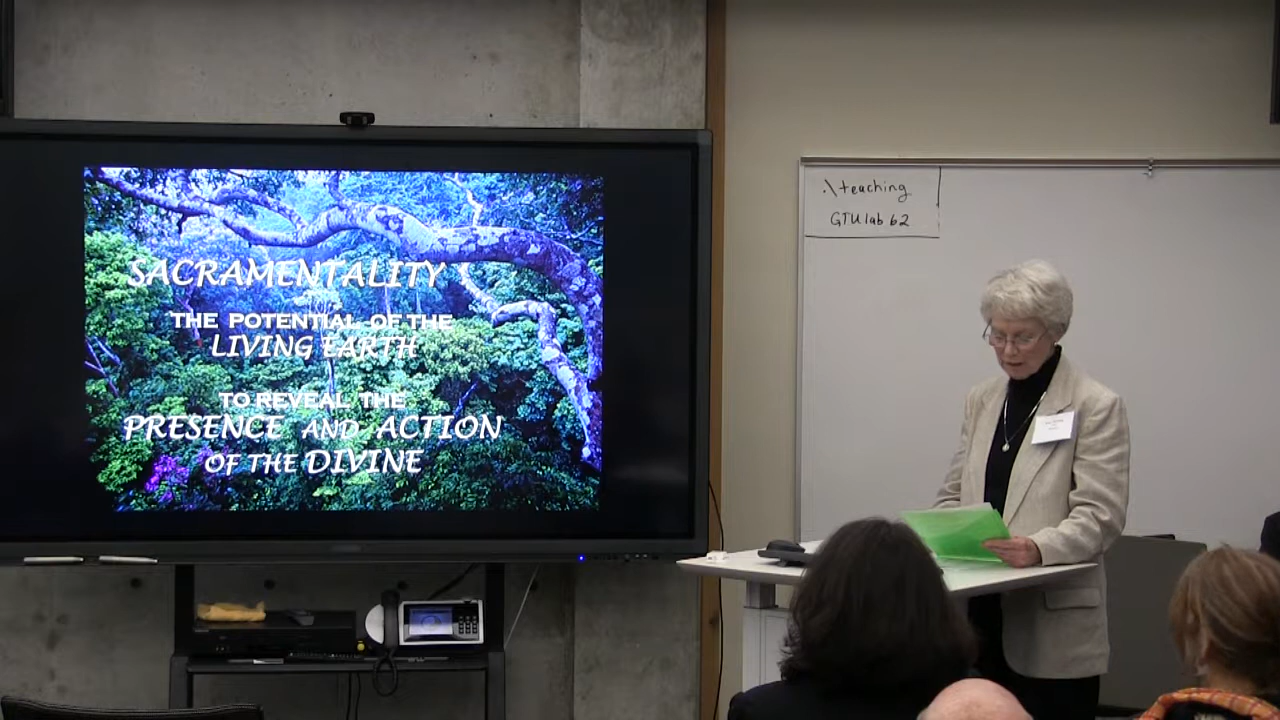 SACRAMENTALITY
THE POTENTIAL OF THE
LIVING EARTH
TO REVEAL THE
PRESENCE AND ACTION
OF THE DIVINE
.\teaching
GTU lab 62